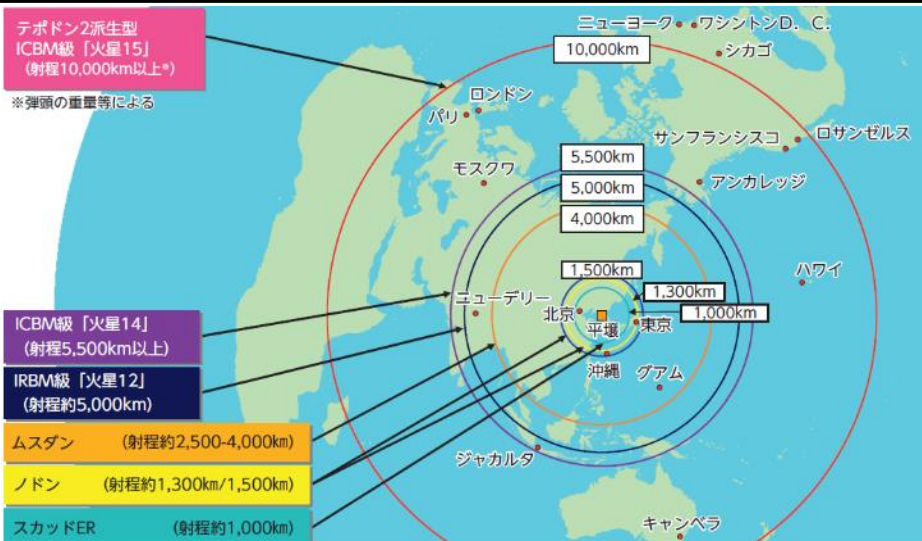 テポドン2派生型
ICBM級「火星15」
(射程10,000km以上*)
※弾頭の重量等による
ニューヨーク
ワシントンD.C.
シカゴ
10,000km
ロンドン
パリ
サンフランシスコ
ロサンゼルス
モスクワ
5,500km
アンカレッジ
5,000km
4,000km
1,500km
ハワイ
1,300km
ニューデリー
北京
1,000km
平壌
東京
沖縄
グアム
ICBM級「火星14」
(射程5,500km以上)
IRBM級「火星12」
(射程約5,000km)
ムスダン (射程約2,500-4,000km)
ジャカルタ
ノドン (射程約1,300km/1,500km)
スカッドER (射程約1,000km)
キャンベラ